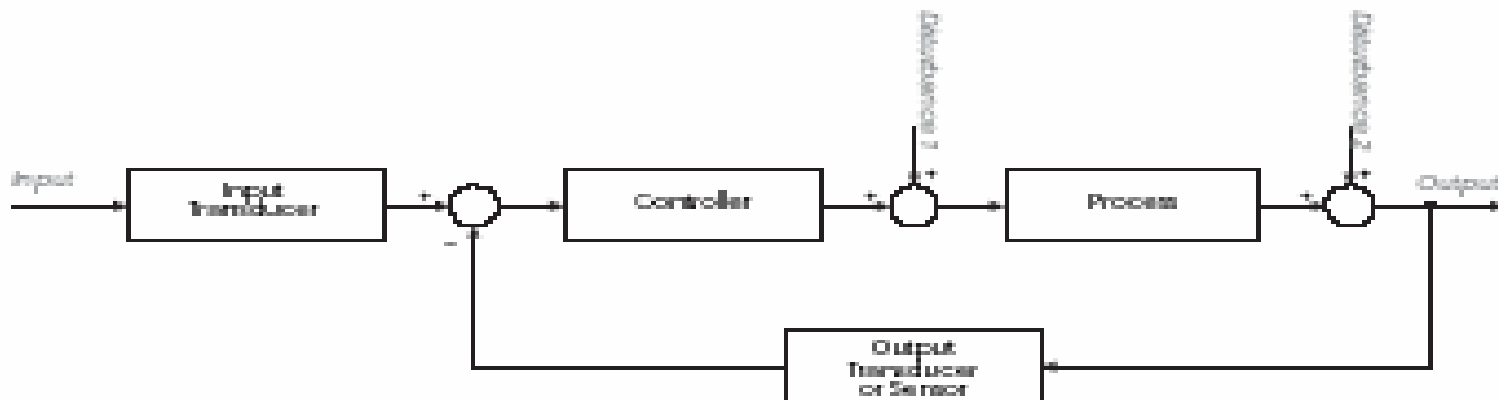 Disturbance 1
Disturbance 2
Input
Input
Transducer
+
Controller
+
+
Process
+
+
Output
-
Output
Transducer
or Sensor